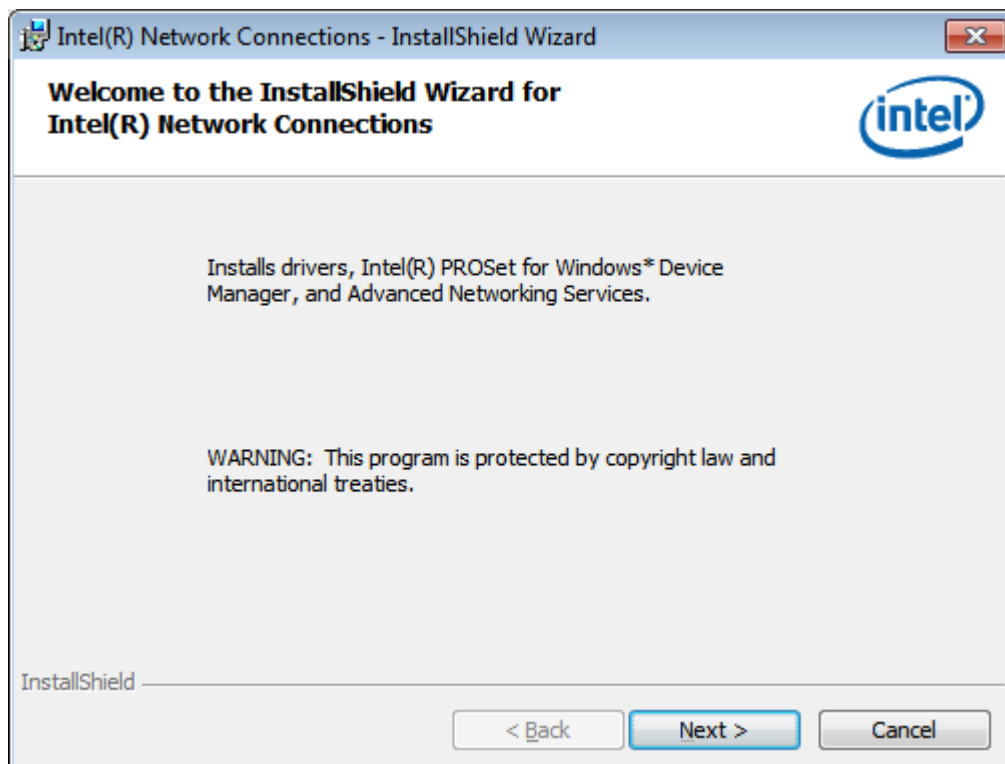 Intel(R) Network Connections - InstallShield Wizard
Welcome to the InstallShield Wizard for
Intel(R) Network Connections
intel
Installs drivers, Intel(R) PROSet for Windows* Device
Manager, and Advanced Networking Services.
WARNING:  This program is protected by copyright law and
international treaties.
InstallShield
< Back
Next >
Cancel